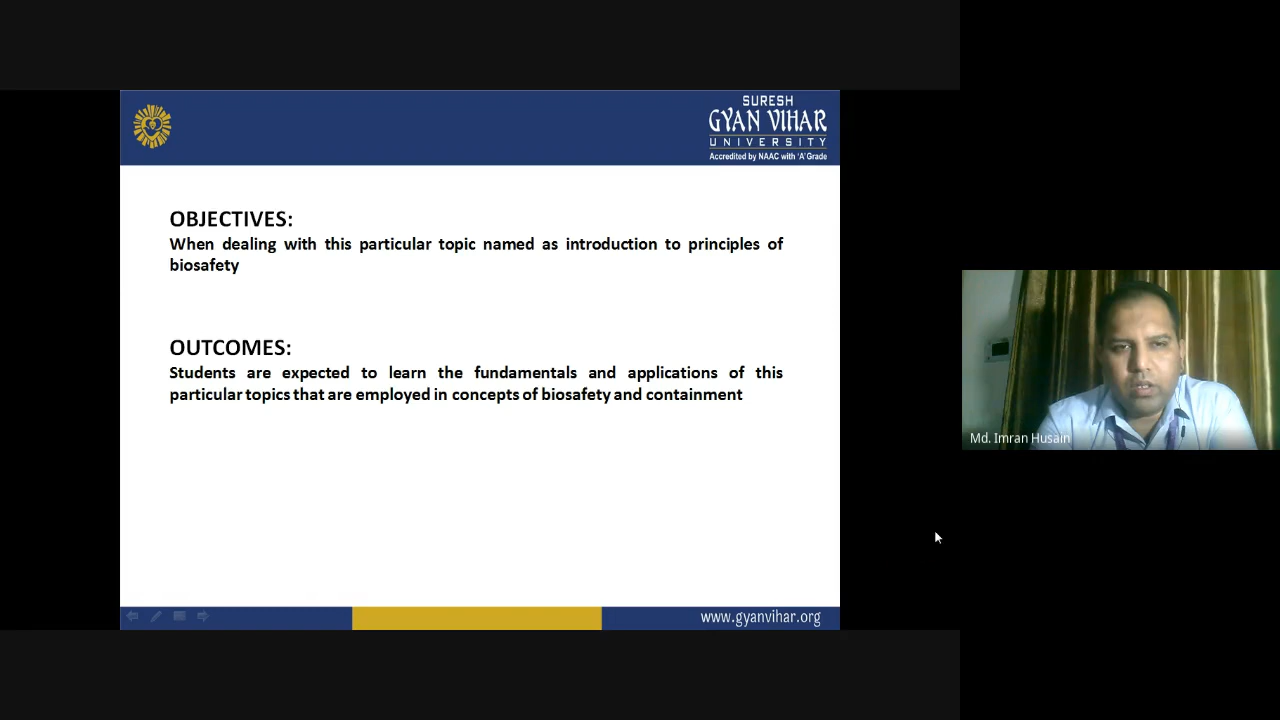 SURESH
GYAN VIHAR
UNIVERSITY
Accredited by NAAC with 'A' Grade
OBJECTIVES:
When dealing with this particular topic named as introduction to principles of
biosafety
OUTCOMES:
Students are expected to learn the fundamentals and applications of this
particular topics that are employed in concepts of biosafety and containment
Md. Imran Husain
www.gyanvihar.org